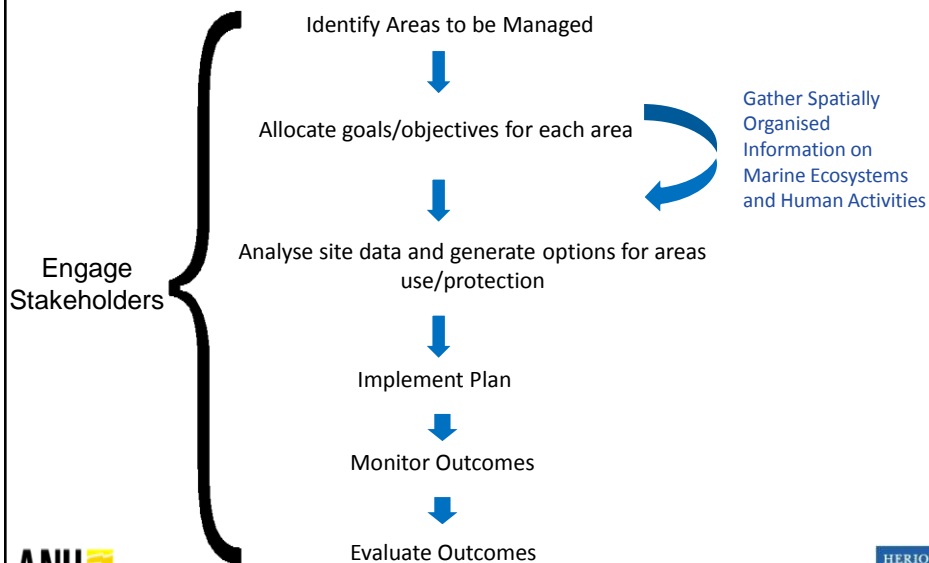 Identify Areas to be Managed
Allocate goals/objectives for each area
Gather Spatially
Organised
Information on
Marine Ecosystems
and Human Activities
Analyse site data and generate options for areas
use/protection
Engage
Stakeholders
Implement Plan
Monitor Outcomes
Evaluate Outcomes